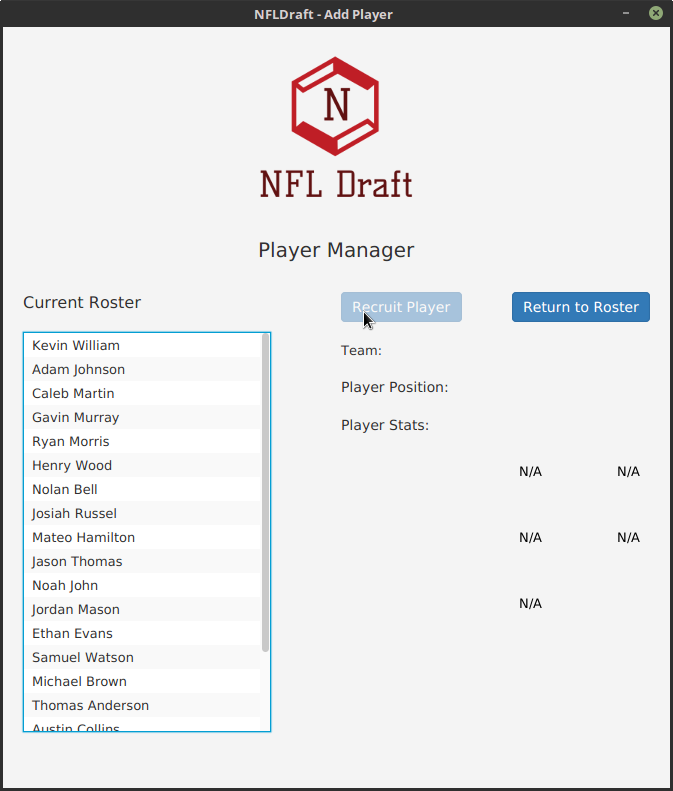 NFLDraft - Add Player
N
NFL Draft
Player Manager
Current Roster
Recruit Player
Return to Roster
Kevin William
Adam Johnson
Caleb Martin
Gavin Murray
Ryan Morris
Henry Wood
Nolan Bell
Josiah Russel
Mateo Hamilton
Jason Thomas
Noah John
Jordan Mason
Ethan Evans
Samuel Watson
Michael Brown
Thomas Anderson
Austin Collins
Team:
Player Position:
Player Stats:
N/A N/A
N/A N/A
N/A